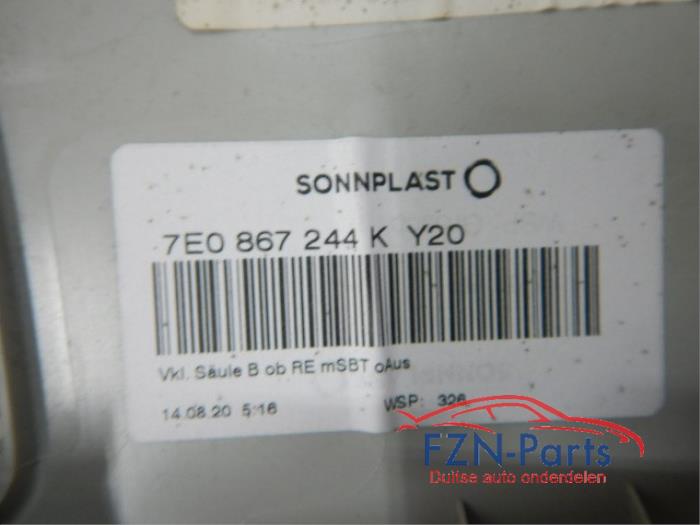 SONNPLAST
7E0 867 244 K Y20
Vkl. Säule B ob RE mSBT oAus
14.08.20 5:16 WSP: 326
FZN-Parts
Duitse auto onderdelen